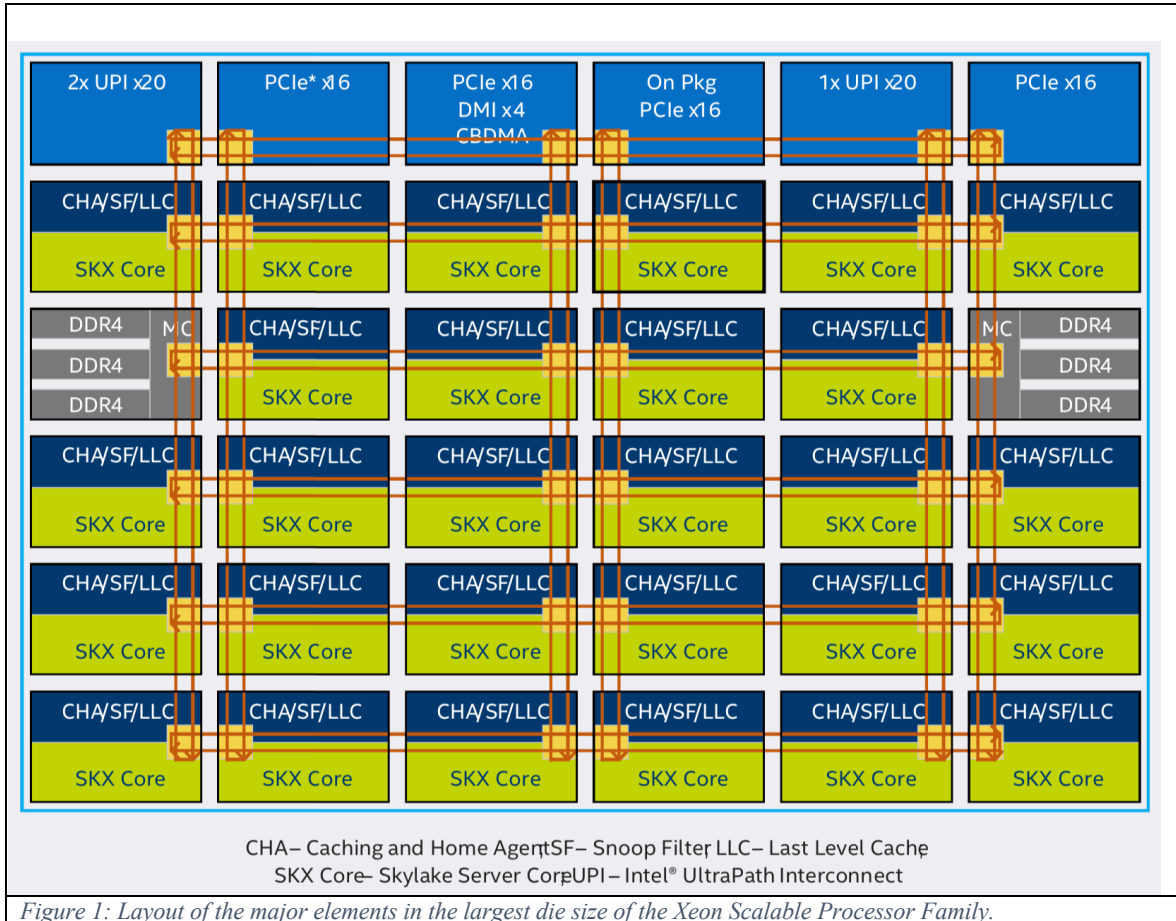 2x UPI x20 PCIe* x16 PCIe x16 On Pkg 1x UPI x20 PCIe x16
DMI x4 PCIe x16
CBDMA
CHA/SF/LLC CHA/SF/LLC CHA/SF/LLC CHA/SF/LLC CHA/SF/LLC CHA/SF/LLC
SKX Core SKX Core SKX Core SKX Core SKX Core SKX Core
DDR4 MC CHA/SF/LLC CHA/SF/LLC CHA/SF/LLC CHA/SF/LLC MC DDR4
DDR4 DDR4
DDR4 SKX Core SKX Core SKX Core SKX Core DDR4
CHA/SF/LLC CHA/SF/LLC CHA/SF/LLC CHA/SF/LLC CHA/SF/LLC CHA/SF/LLC
SKX Core SKX Core SKX Core SKX Core SKX Core SKX Core
CHA/SF/LLC CHA/SF/LLC CHA/SF/LLC CHA/SF/LLC CHA/SF/LLC CHA/SF/LLC
SKX Core SKX Core SKX Core SKX Core SKX Core SKX Core
CHA/SF/LLC CHA/SF/LLC CHA/SF/LLC CHA/SF/LLC CHA/SF/LLC CHA/SF/LLC
SKX Core SKX Core SKX Core SKX Core SKX Core SKX Core
CHA – Caching and Home Agent, SF – Snoop Filter, LLC – Last Level Cache,
SKX Core – Skylake Server Core, UPI – Intel® UltraPath Interconnect
Figure 1: Layout of the major elements in the largest die size of the Xeon Scalable Processor Family.